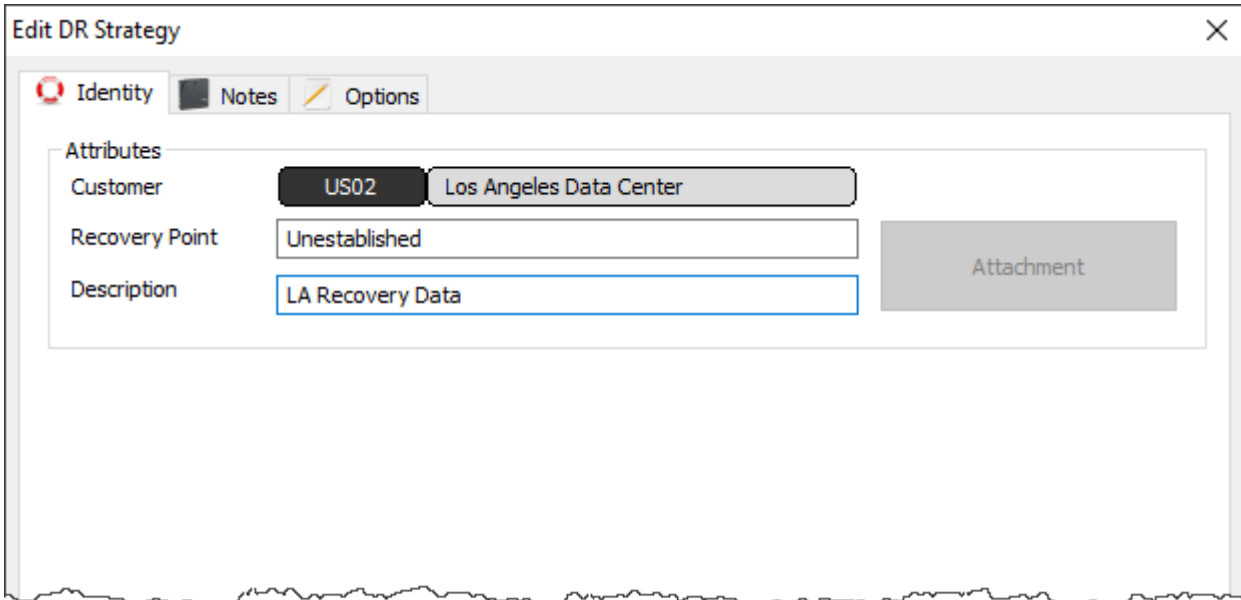 Edit DR Strategy
Identity Notes Options
Attributes
Customer US02 Los Angeles Data Center
Recovery Point Unestablished
Attachment
Description LA Recovery Data